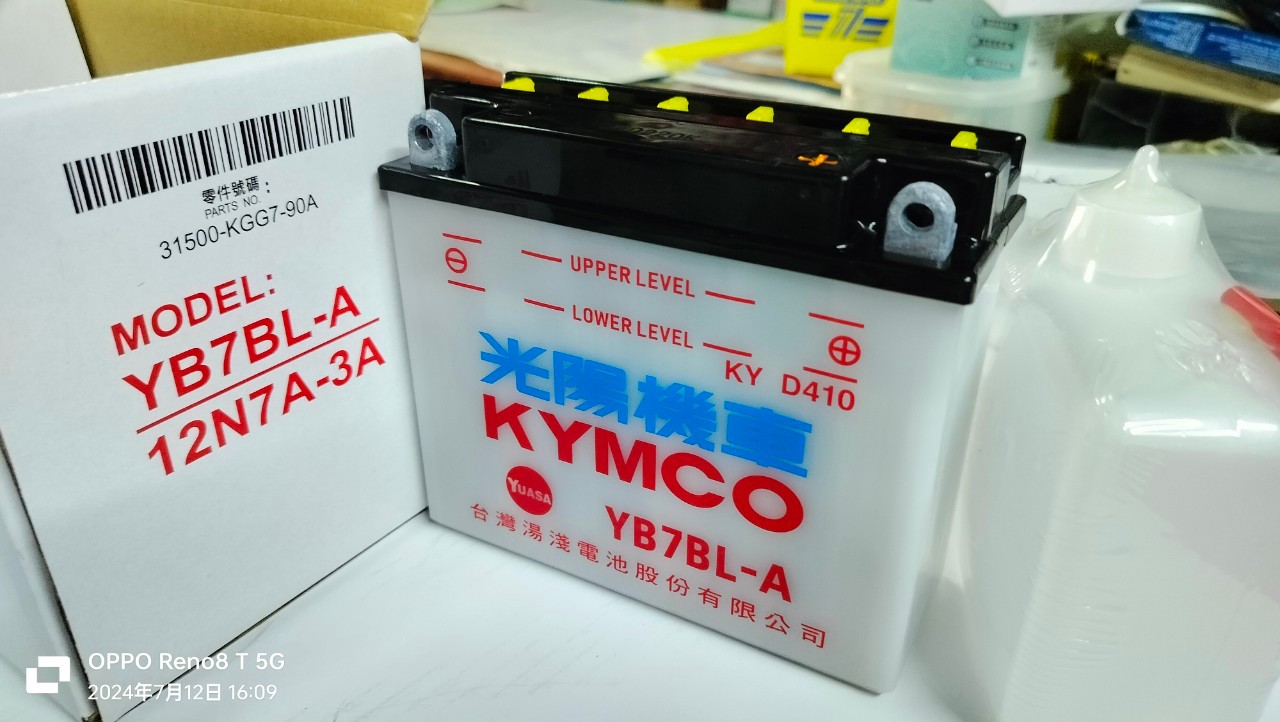 零件號碼：
PARTS NO.
31500-KGG7-90A
MODEL:
YB7BL-A
12N7A-3A
UPPER LEVEL
LOWER LEVEL
KY D410
光陽機車
KYMCO
YUASA
YB7BL-A
台灣湯淺電池股份有限公司
OPPO Reno8 T 5G
2024年7月12日 16:09